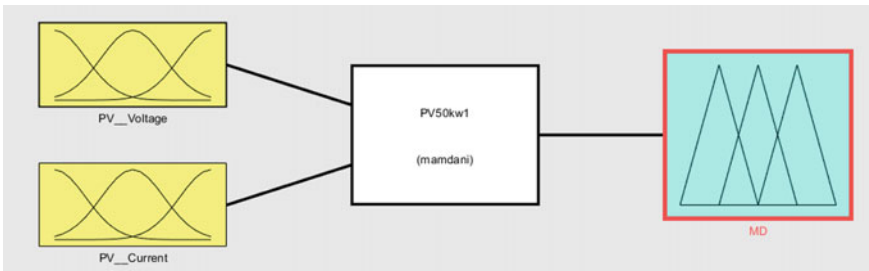 PV__Voltage
PV50kw1
(mamdani)
PV__Current
MD